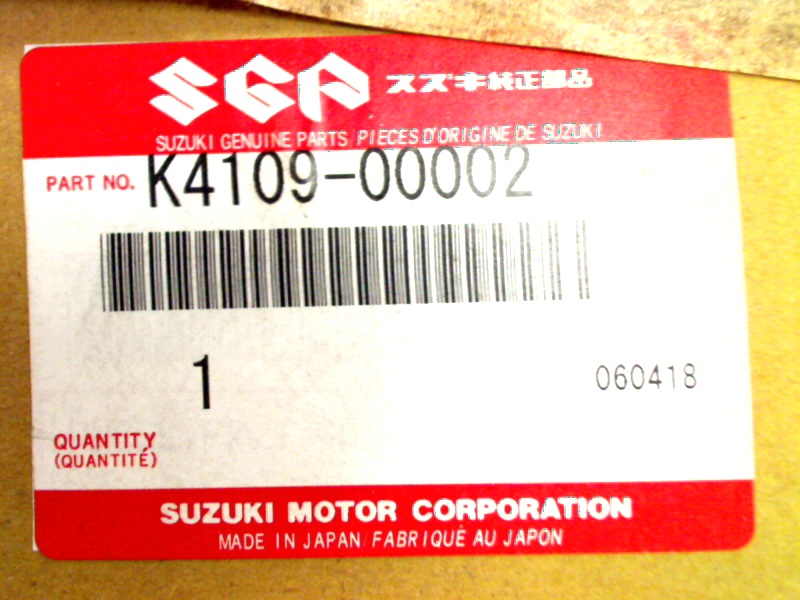 SGP スズキ純正部品
SUZUKI GENUINE PARTS PIÈCES D'ORIGINE DE SUZUKI
PART NO. K4109-00002
1
060418
QUANTITY
(QUANTITÉ)
SUZUKI MOTOR CORPORATION
MADE IN JAPAN/FABRIQUÉ AU JAPON